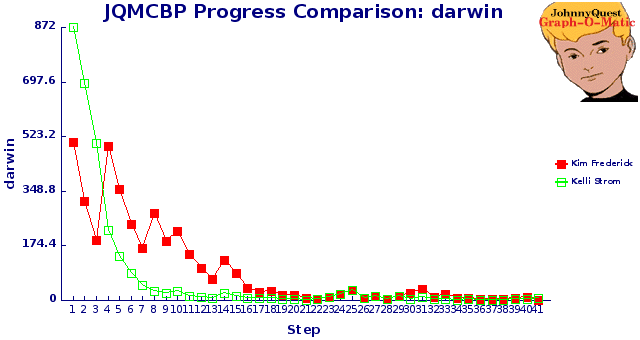 JQMCBP Progress Comparison: darwin
JohnnyQuest
Graph-O-Matic
872
697.6
523.2
348.8
174.4
0
darwin
Kim Frederick
Kelli Strom
1 2 3 4 5 6 7 8 9 10 11 12 13 14 15 16 17 18 19 20 21 22 23 24 25 26 27 28 29 30 31 32 33 34 35 36 37 38 39 40 41
Step